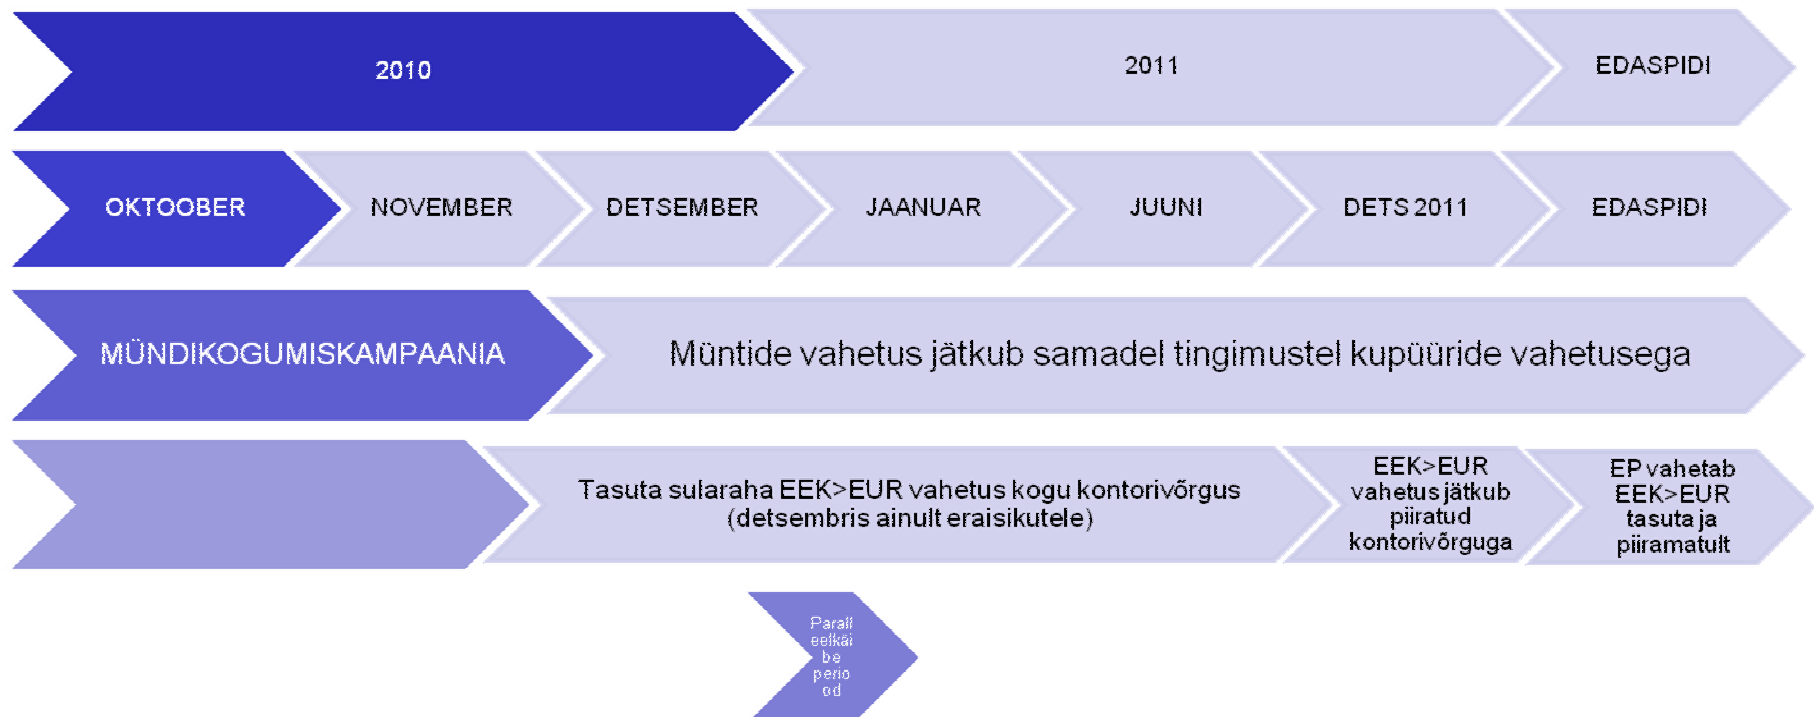 2010
2011
EDASPIDI
OKTOOBER
NOVEMBER
DETSEMBER
JAANUAR
JUUNI
DETS 2011
EDASPIDI
MÜNDIKOGUMISKAMPAANIA
Müntide vahetus jätkub samadel tingimustel kupüüride vahetusega
Tasuta sularaha EEK>EUR vahetus kogu kontorivõrgus
(detsembris ainult eraisikutele)
EEK>EUR
vahetus jätkub
piiratud
kontorivõrguga
EP vahetab
EEK>EUR
tasuta ja
piiramatult
Parall
eelkäi
be
perio
od